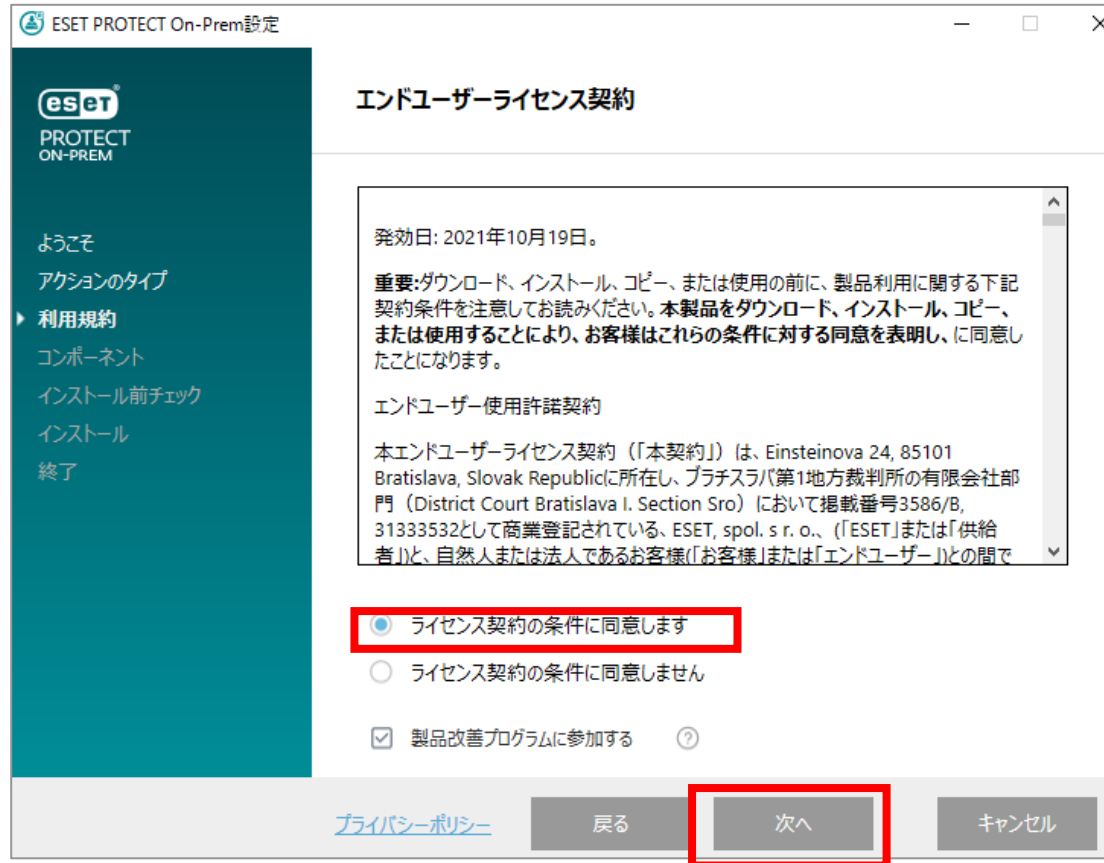 ESET PROTECT On-Prem設定
eset
PROTECT
ON-PREM
ようこそ
アクションのタイプ
利用規約
コンポーネント
インストール前チェック
インストール
終了
エンドユーザーライセンス契約
発効日: 2021年10月19日。
重要:ダウンロード、インストール、コピー、または使用の前に、製品利用に関する下記
契約条件を注意してお読みください。本製品をダウンロード、インストール、コピー、
または使用することにより、お客様はこれらの条件に対する同意を表明し、に同意し
たことになります。
エンドユーザー使用許諾契約
本エンドユーザーライセンス契約（「本契約」）は、Einsteinova 24, 85101
Bratislava, Slovak Republicに所在し、ブラチスラバ第1地方裁判所の有限会社部
門（District Court Bratislava I. Section Sro）において掲載番号3586/B,
31333532として商業登記されている、ESET, spol. s r. o.、(「ESET」または「供給
者」)と、自然人または法人であるお客様(「お客様」または「エンドユーザー」)との間で
ライセンス契約の条件に同意します
ライセンス契約の条件に同意しません
製品改善プログラムに参加する
プライバシーポリシー
戻る
次へ
キャンセル